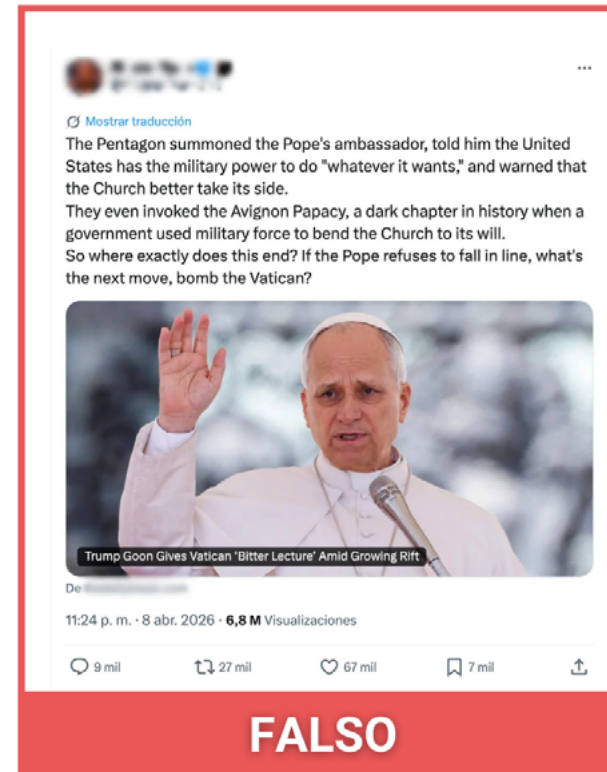 Mostrar traducción
The Pentagon summoned the Pope's ambassador, told him the United
States has the military power to do "whatever it wants," and warned that
the Church better take its side.
They even invoked the Avignon Papacy, a dark chapter in history when a
government used military force to bend the Church to its will.
So where exactly does this end? If the Pope refuses to fall in line, what's
the next move, bomb the Vatican?
Trump Goon Gives Vatican 'Bitter Lecture' Amid Growing Rift
De
11:24 p. m. · 8 abr. 2026 · 6,8 M Visualizaciones
9 mil 27 mil 67 mil 7 mil
FALSO